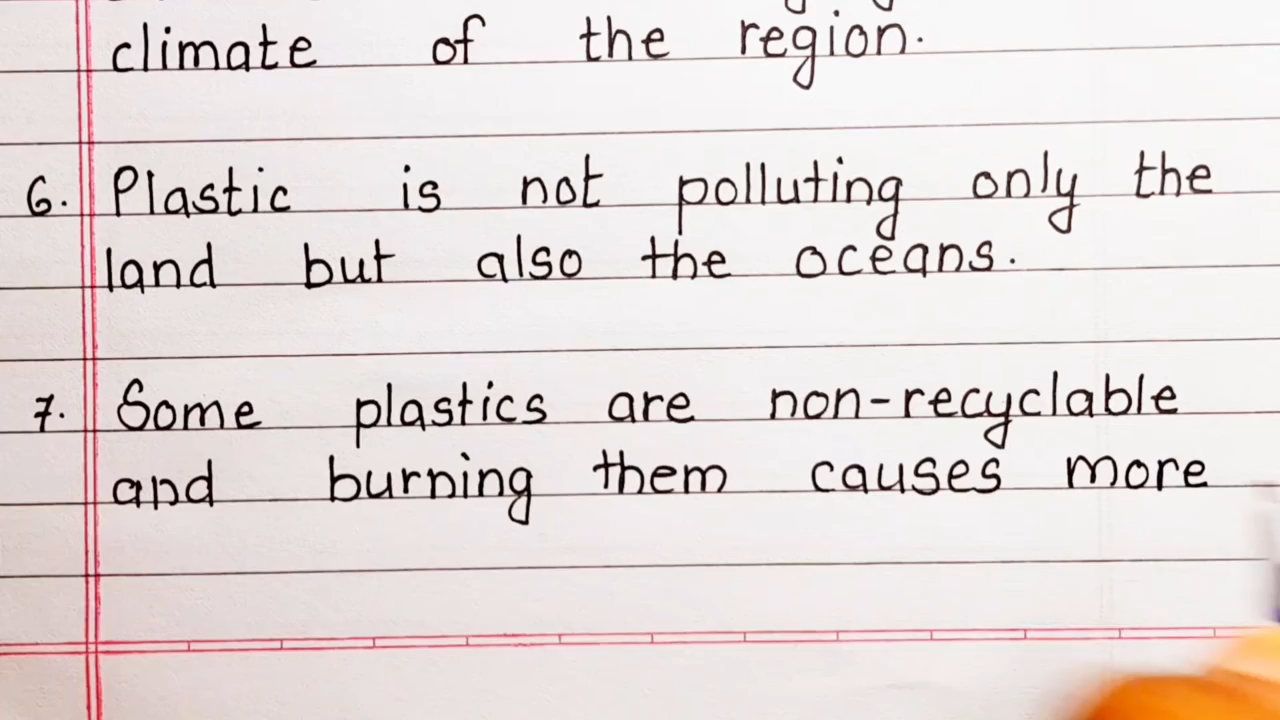 climate of the region.
6. Plastic is not polluting only the
land but also the oceans.
7. Some plastics are non-recyclable
and burning them causes more